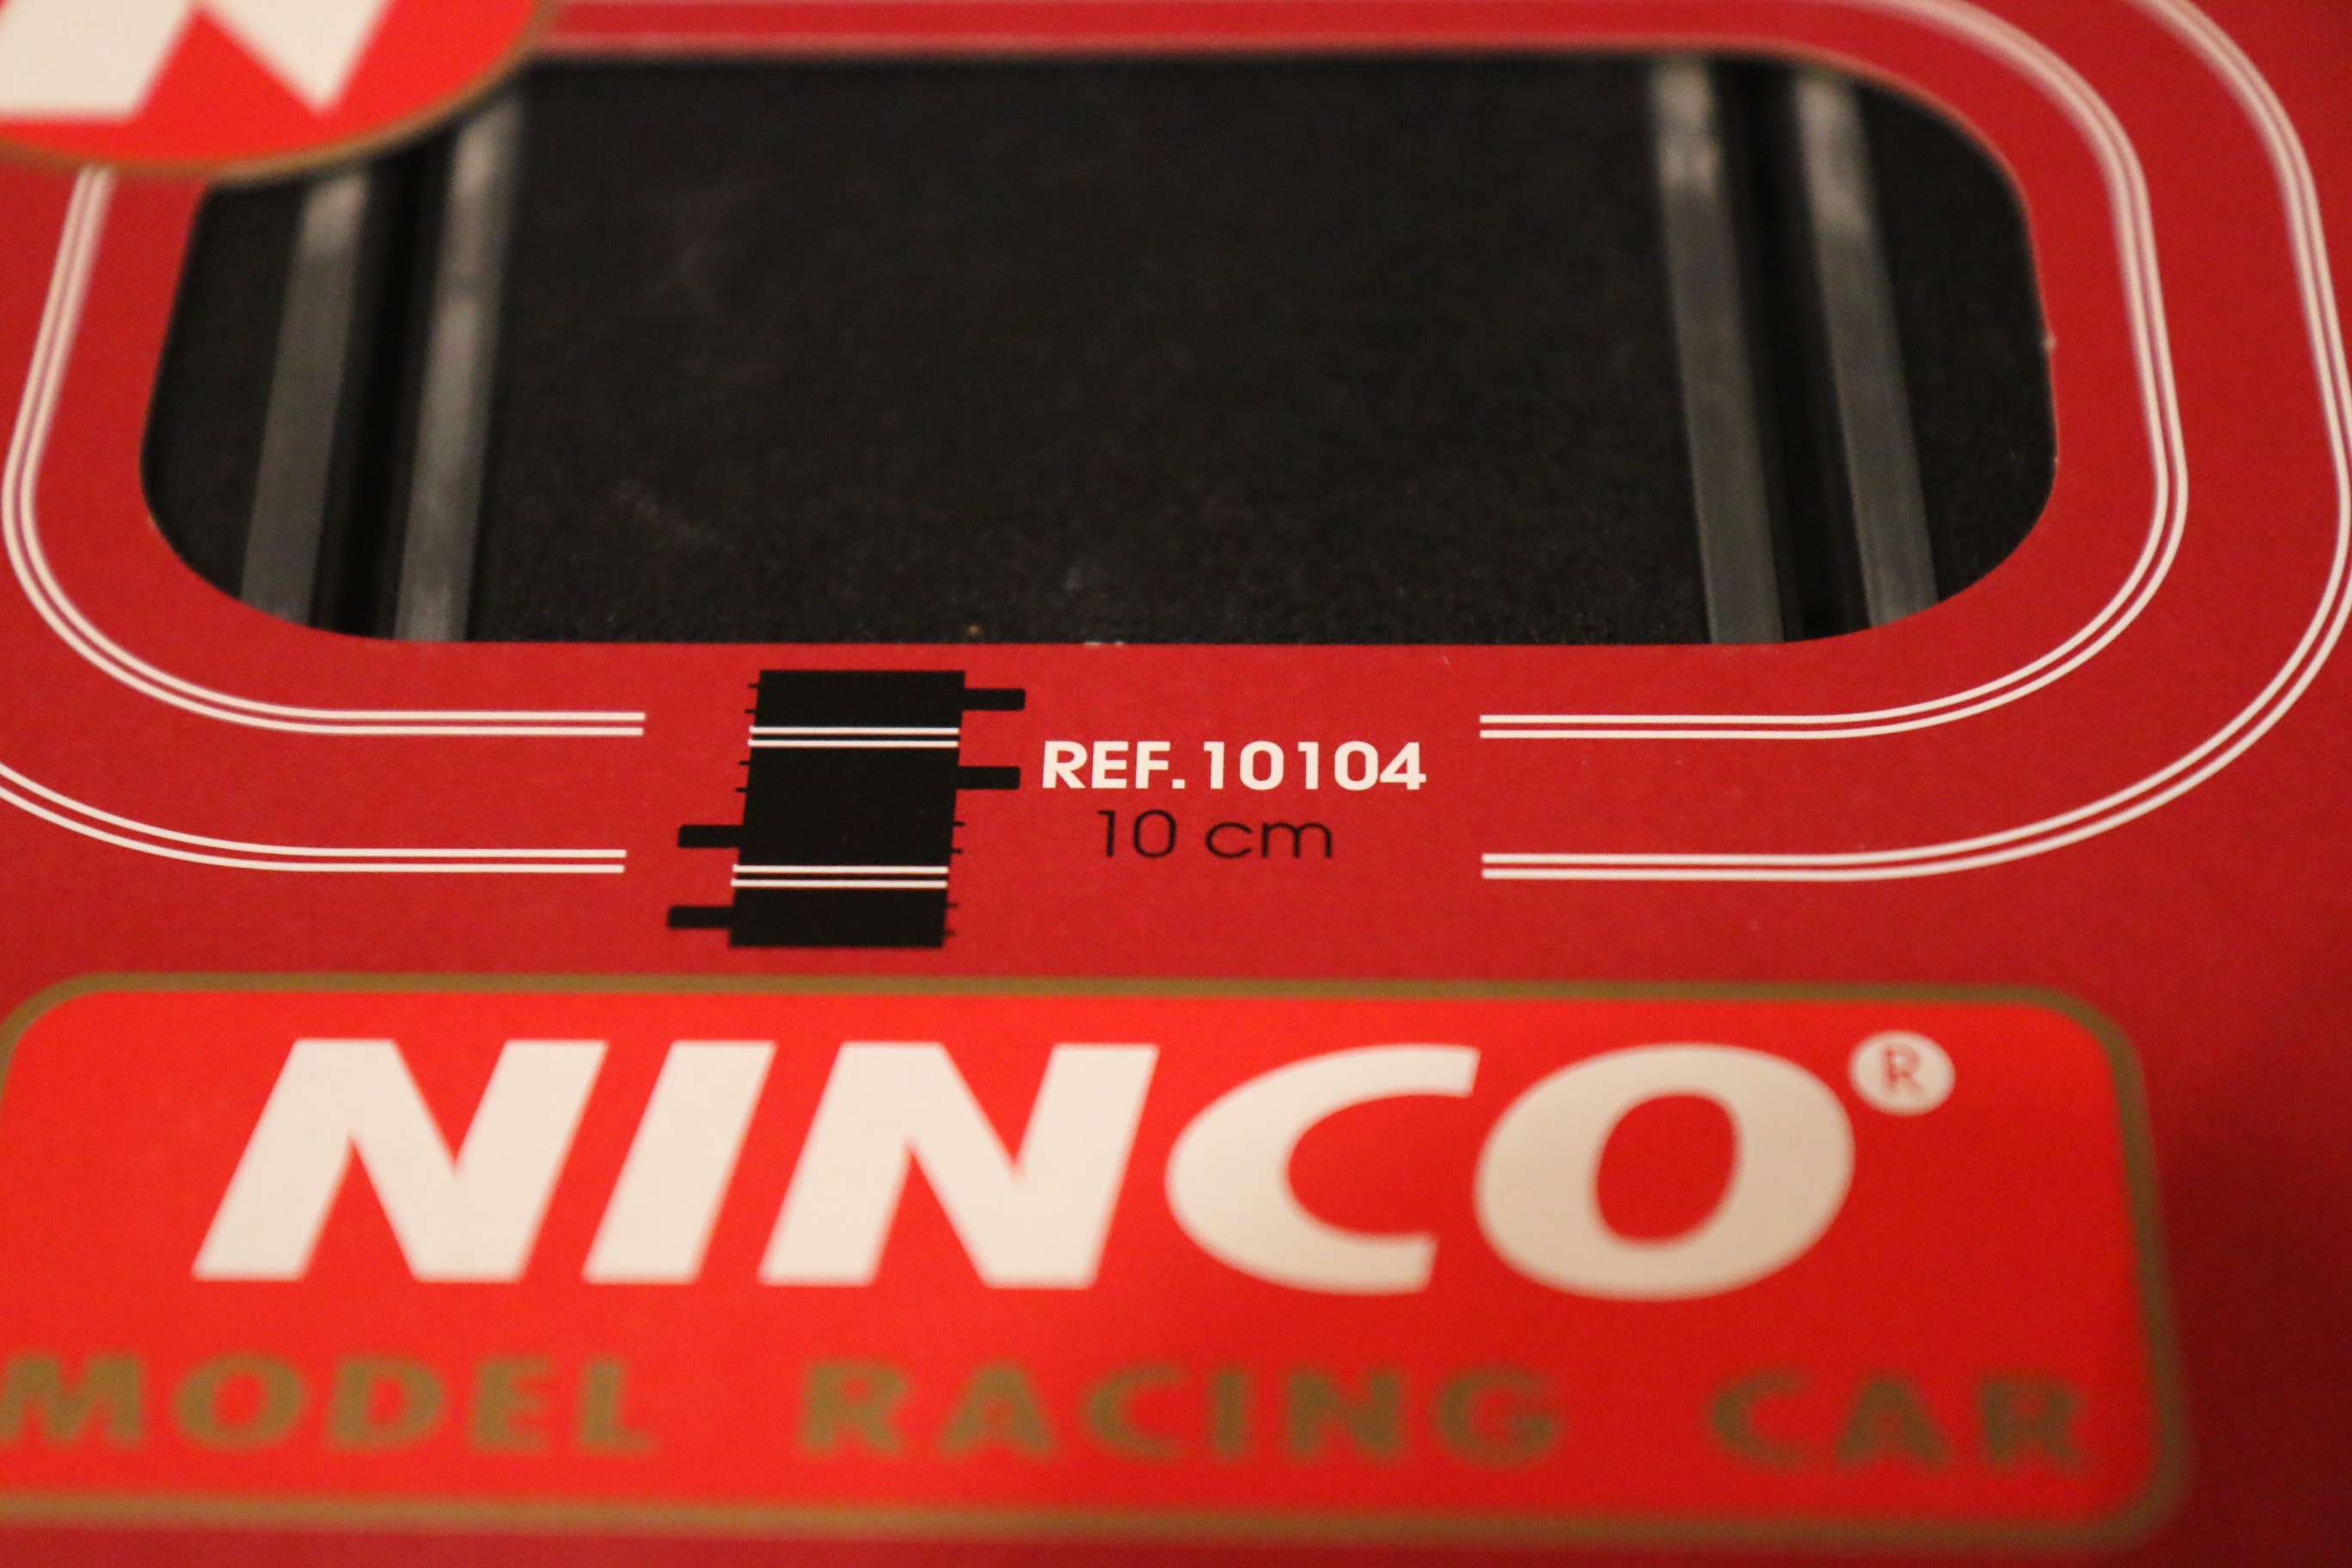 N
REF.10104
10 cm
NINCO®
MODEL RACING CAR